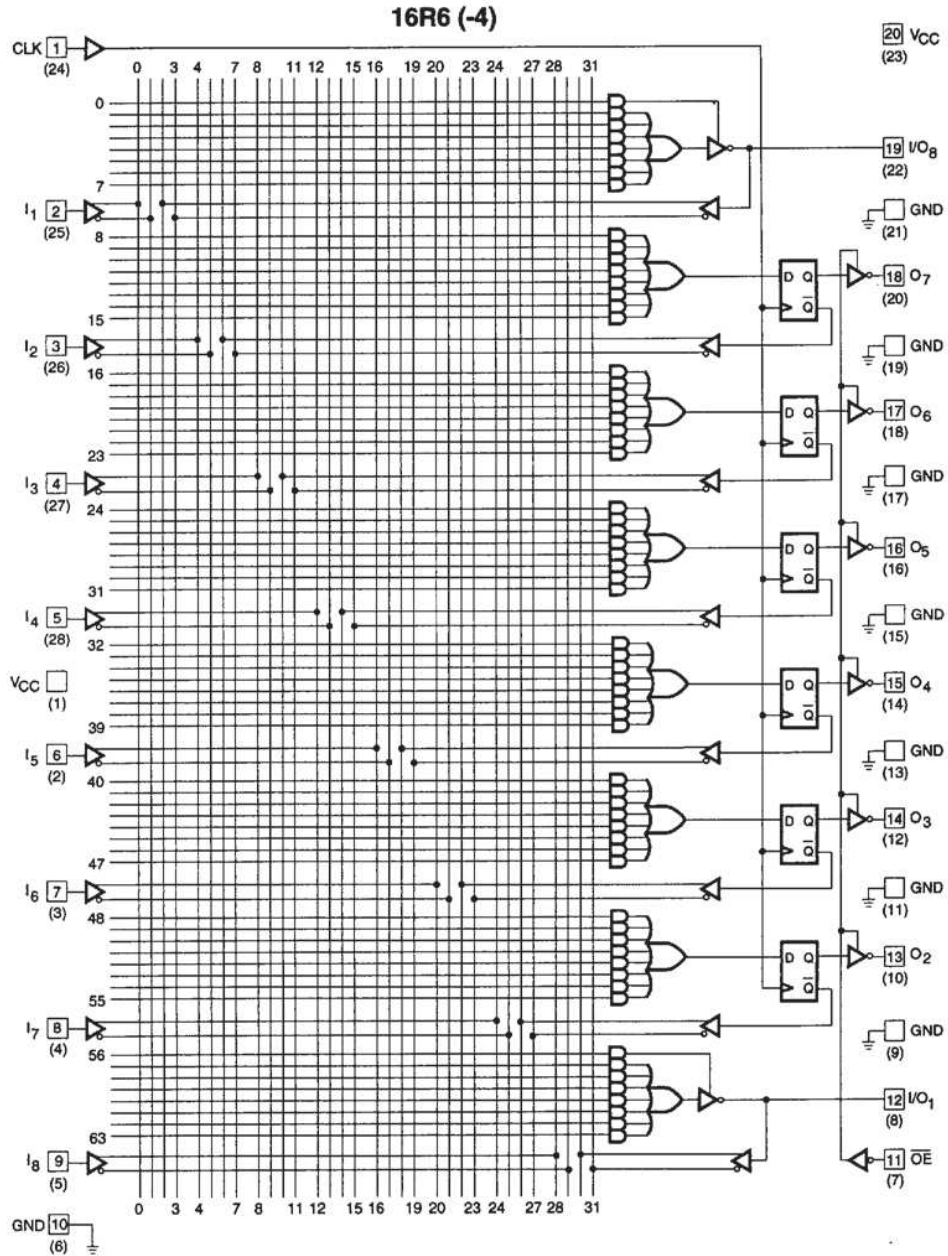 16R6 (-4)
CLK 1
(24)
20 VCC
(23)
0 3 4 7 8 11 12 15 16 19 20 23 24 27 28 31
0
7
19 I/O8
(22)
I1 2
(25)
GND
(21)
8
15
D Q
Q̅
18 O7
(20)
I2 3
(26)
GND
(19)
16
23
D Q
Q̅
17 O6
(18)
I3 4
(27)
GND
(17)
24
31
D Q
Q̅
16 O5
(16)
I4 5
(28)
GND
(15)
32
39
VCC
(1)
D Q
Q̅
15 O4
(14)
I5 6
(2)
GND
(13)
40
47
D Q
Q̅
14 O3
(12)
I6 7
(3)
GND
(11)
48
55
D Q
Q̅
13 O2
(10)
I7 8
(4)
GND
(9)
56
63
12 I/O1
(8)
I8 9
(5)
11 O̅E̅
(7)
0 3 4 7 8 11 12 15 16 19 20 23 24 27 28 31
GND 10
(6)